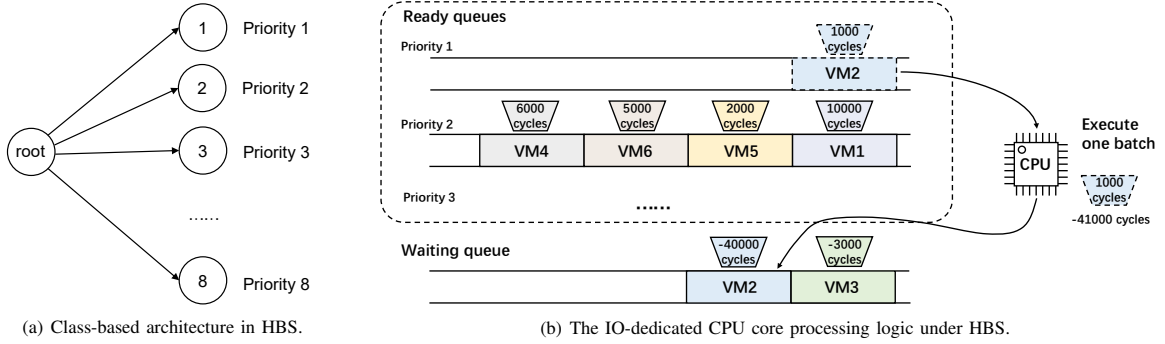 root
1
Priority 1
2
Priority 2
3
Priority 3
......
8
Priority 8
(a) Class-based architecture in HBS.
Ready queues
Priority 1
1000
cycles
VM2
Priority 2
6000
cycles
5000
cycles
2000
cycles
10000
cycles
VM4
VM6
VM5
VM1
Priority 3
......
CPU
Execute
one batch
1000
cycles
-41000 cycles
Waiting queue
-40000
cycles
-3000
cycles
VM2
VM3
(b) The IO-dedicated CPU core processing logic under HBS.